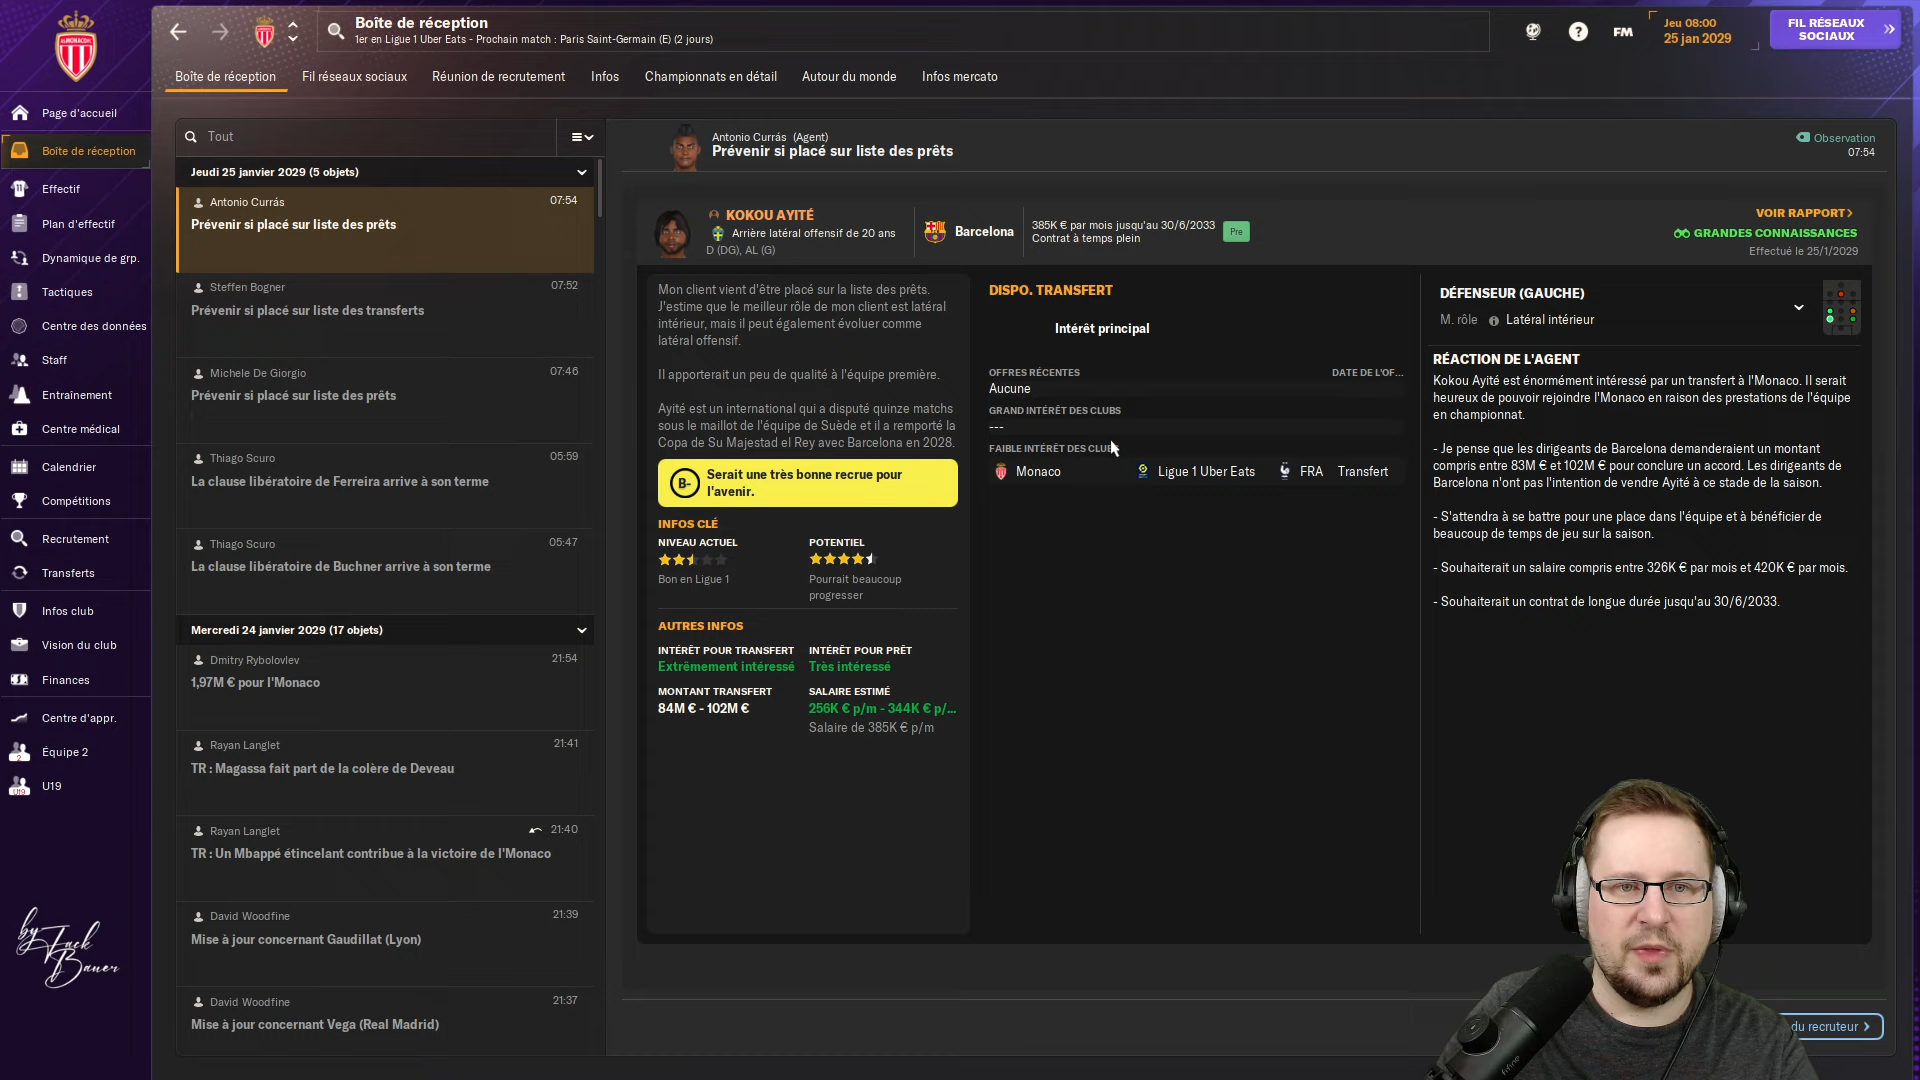 Boîte de réception
1er en Ligue 1 Uber Eats - Prochain match : Paris Saint-Germain (E) (2 jours)
FM
Jeu 08:00
25 jan 2029
FIL RÉSEAUX
SOCIAUX
Boîte de réception
Fil réseaux sociaux
Réunion de recrutement
Infos
Championnats en détail
Autour du monde
Infos mercato
Page d'accueil
Boîte de réception
Effectif
Plan d'effectif
Dynamique de grp.
Tactiques
Centre des données
Staff
Entraînement
Centre médical
Calendrier
Compétitions
Recrutement
Transferts
Infos club
Vision du club
Finances
Centre d'appr.
Équipe 2
U19
by Jack
Bauer
Tout
Jeudi 25 janvier 2029 (5 objets)
Antonio Currás 07:54
Prévenir si placé sur liste des prêts
Steffen Bogner 07:52
Prévenir si placé sur liste des transferts
Michele De Giorgio 07:46
Prévenir si placé sur liste des prêts
Thiago Scuro 05:59
La clause libératoire de Ferreira arrive à son terme
Thiago Scuro 05:47
La clause libératoire de Buchner arrive à son terme
Mercredi 24 janvier 2029 (17 objets)
Dmitry Rybolovlev 21:54
1,97M € pour l'Monaco
Rayan Langlet 21:41
TR : Magassa fait part de la colère de Deveau
Rayan Langlet 21:40
TR : Un Mbappé étincelant contribue à la victoire de l'Monaco
David Woodfine 21:39
Mise à jour concernant Gaudillat (Lyon)
David Woodfine 21:37
Mise à jour concernant Vega (Real Madrid)
Antonio Currás (Agent)
Prévenir si placé sur liste des prêts
Observation
07:54
KOKOU AYITÉ
Arrière latéral offensif de 20 ans
D (DG), AL (G)
Barcelona
385K € par mois jusqu'au 30/6/2033
Contrat à temps plein
Pre
VOIR RAPPORT
GRANDES CONNAISSANCES
Effectué le 25/1/2029
Mon client vient d'être placé sur la liste des prêts.
J'estime que le meilleur rôle de mon client est latéral
intérieur, mais il peut également évoluer comme
latéral offensif.
Il apporterait un peu de qualité à l'équipe première.
Ayité est un international qui a disputé quinze matchs
sous le maillot de l'équipe de Suède et il a remporté la
Copa de Su Majestad el Rey avec Barcelona en 2028.
B-
Serait une très bonne recrue pour
l'avenir.
INFOS CLÉ
NIVEAU ACTUEL POTENTIEL
Bon en Ligue 1
Pourrait beaucoup
progresser
AUTRES INFOS
INTÉRÊT POUR TRANSFERT INTÉRÊT POUR PRÊT
Extrêmement intéressé Très intéressé
MONTANT TRANSFERT SALAIRE ESTIMÉ
84M € - 102M € 256K € p/m - 344K € p/...
Salaire de 385K € p/m
DISPO. TRANSFERT
Intérêt principal
OFFRES RÉCENTES DATE DE L'OF...
Aucune
GRAND INTÉRÊT DES CLUBS
---
FAIBLE INTÉRÊT DES CLUBS
Monaco Ligue 1 Uber Eats FRA Transfert
DÉFENSEUR (GAUCHE)
M. rôle Latéral intérieur
RÉACTION DE L'AGENT
Kokou Ayité est énormément intéressé par un transfert à l'Monaco. Il serait
heureux de pouvoir rejoindre l'Monaco en raison des prestations de l'équipe
en championnat.
- Je pense que les dirigeants de Barcelona demanderaient un montant
compris entre 83M € et 102M € pour conclure un accord. Les dirigeants de
Barcelona n'ont pas l'intention de vendre Ayité à ce stade de la saison.
- S'attendra à se battre pour une place dans l'équipe et à bénéficier de
beaucoup de temps de jeu sur la saison.
- Souhaiterait un salaire compris entre 326K € par mois et 420K € par mois.
- Souhaiterait un contrat de longue durée jusqu'au 30/6/2033.
du recruteur